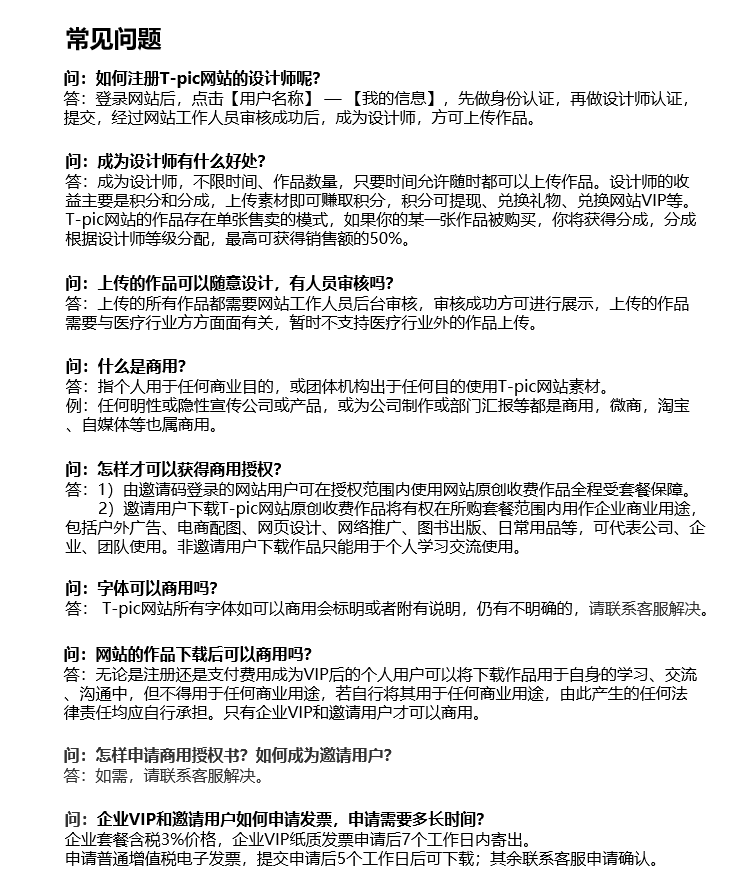 常见问题
问：如何注册T-pic网站的设计师呢？
答：登录网站后，点击【用户名称】 — 【我的信息】，先做身份认证，再做设计师认证，
提交，经过网站工作人员审核成功后，成为设计师，方可上传作品。
问：成为设计师有什么好处？
答：成为设计师，不限时间、作品数量，只要时间允许随时都可以上传作品。设计师的收
益主要是积分和分成，上传素材即可赚取积分，积分可提现、兑换礼物、兑换网站VIP等。
T-pic网站的作品存在单张售卖的模式，如果你的某一张作品被购买，你将获得分成，分成
根据设计师等级分配，最高可获得销售额的50%。
问：上传的作品可以随意设计，有人员审核吗？
答：上传的所有作品都需要网站工作人员后台审核，审核成功方可进行展示，上传的作品
需要与医疗行业方方面面有关，暂时不支持医疗行业外的作品上传。
问：什么是商用？
答：指个人用于任何商业目的，或团体机构出于任何目的使用T-pic网站素材。
例：任何明性或隐性宣传公司或产品，或为公司制作或部门汇报等都是商用，微商，淘宝
、自媒体等也属商用。
问：怎样才可以获得商用授权？
答：1）由邀请码登录的网站用户可在授权范围内使用网站原创收费作品全程受套餐保障。
2）邀请用户下载T-pic网站原创收费作品将有权在所购套餐范围内用作企业商业用途，
包括户外广告、电商配图、网页设计、网络推广、图书出版、日常用品等，可代表公司、企
业、团队使用。非邀请用户下载作品只能用于个人学习交流使用。
问：字体可以商用吗？
答： T-pic网站所有字体如可以商用会标明或者附有说明，仍有不明确的，请联系客服解决。
问：网站的作品下载后可以商用吗？
答：无论是注册还是支付费用成为VIP后的个人用户可以将下载作品用于自身的学习、交流
、沟通中，但不得用于任何商业用途，若自行将其用于任何商业用途，由此产生的任何法
律责任均应自行承担。只有企业VIP和邀请用户才可以商用。
问：怎样申请商用授权书？如何成为邀请用户？
答：如需，请联系客服解决。
问：企业VIP和邀请用户如何申请发票，申请需要多长时间？
企业套餐含税3%价格，企业VIP纸质发票申请后7个工作日内寄出。
申请普通增值税电子发票，提交申请后5个工作日后可下载；其余联系客服申请确认。